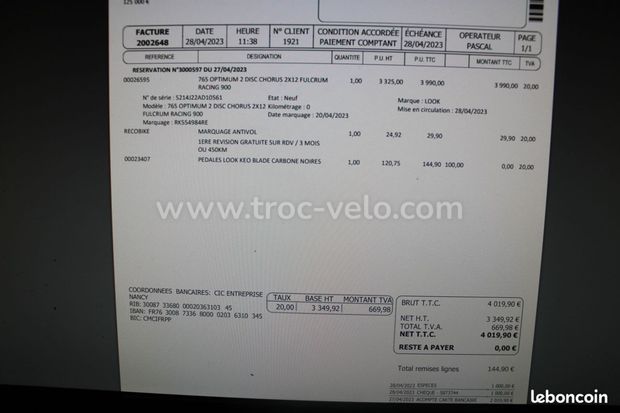 125 000 €
FACTURE DATE HEURE N° CLIENT CONDITION ACCORDÉE ÉCHÉANCE OPERATEUR PAGE
2002648 28/04/2023 11:38 1921 PAIEMENT COMPTANT 28/04/2023 PASCAL 1/1
REFERENCE DESIGNATION QUANTITE P.U. HT P.U. TTC MONTANT TTC TVA
RESERVATION N°3000597 DU 27/04/2023
00026595 765 OPTIMUM 2 DISC CHORUS 2X12 FULCRUM 1,00 3 325,00 3 990,00 3 990,00 20,00
RACING 900
N° de série : 5214J22AD10561 Etat : Neuf Marque : LOOK
Modèle : 765 OPTIMUM 2 DISC CHORUS 2X12 Kilométrage : 0 Mise en circulation : 28/04/2023
FULCRUM RACING 900 Date marquage : 20/04/2023
Marquage : RK554984RE
RECOBIKE MARQUAGE ANTIVOL 1,00 24,92 29,90 29,90 20,00
1ERE REVISION GRATUITE SUR RDV / 3 MOIS
OU 450KM
00023407 PEDALES LOOK KEO BLADE CARBONE NOIRES 1,00 120,75 144,90 100,00 0,00 20,00
www.troc-velo.com
COORDONNEES BANCAIRES: CIC ENTREPRISE
NANCY
RIB: 30087 33680 00020363103 45
IBAN: FR76 3008 7336 8000 0203 6310 345
BIC: CMCIFRPP
TAUX BASE HT MONTANT TVA
20,00 3 349,92 669,98
BRUT T.T.C. 4 019,90 €
NET H.T. 3 349,92 €
TOTAL T.V.A. 669,98 €
NET T.T.C. 4 019,90 €
RESTE A PAYER 0,00 €
Total remises lignes 144,90 €
28/04/2023 ESPECES 1 000,00 €
28/04/2023 CHEQUE - 5873744 1 000,00 €
27/04/2023 ACOMPTE CARTE BANCAIRE 2 019,90 €
leboncoin